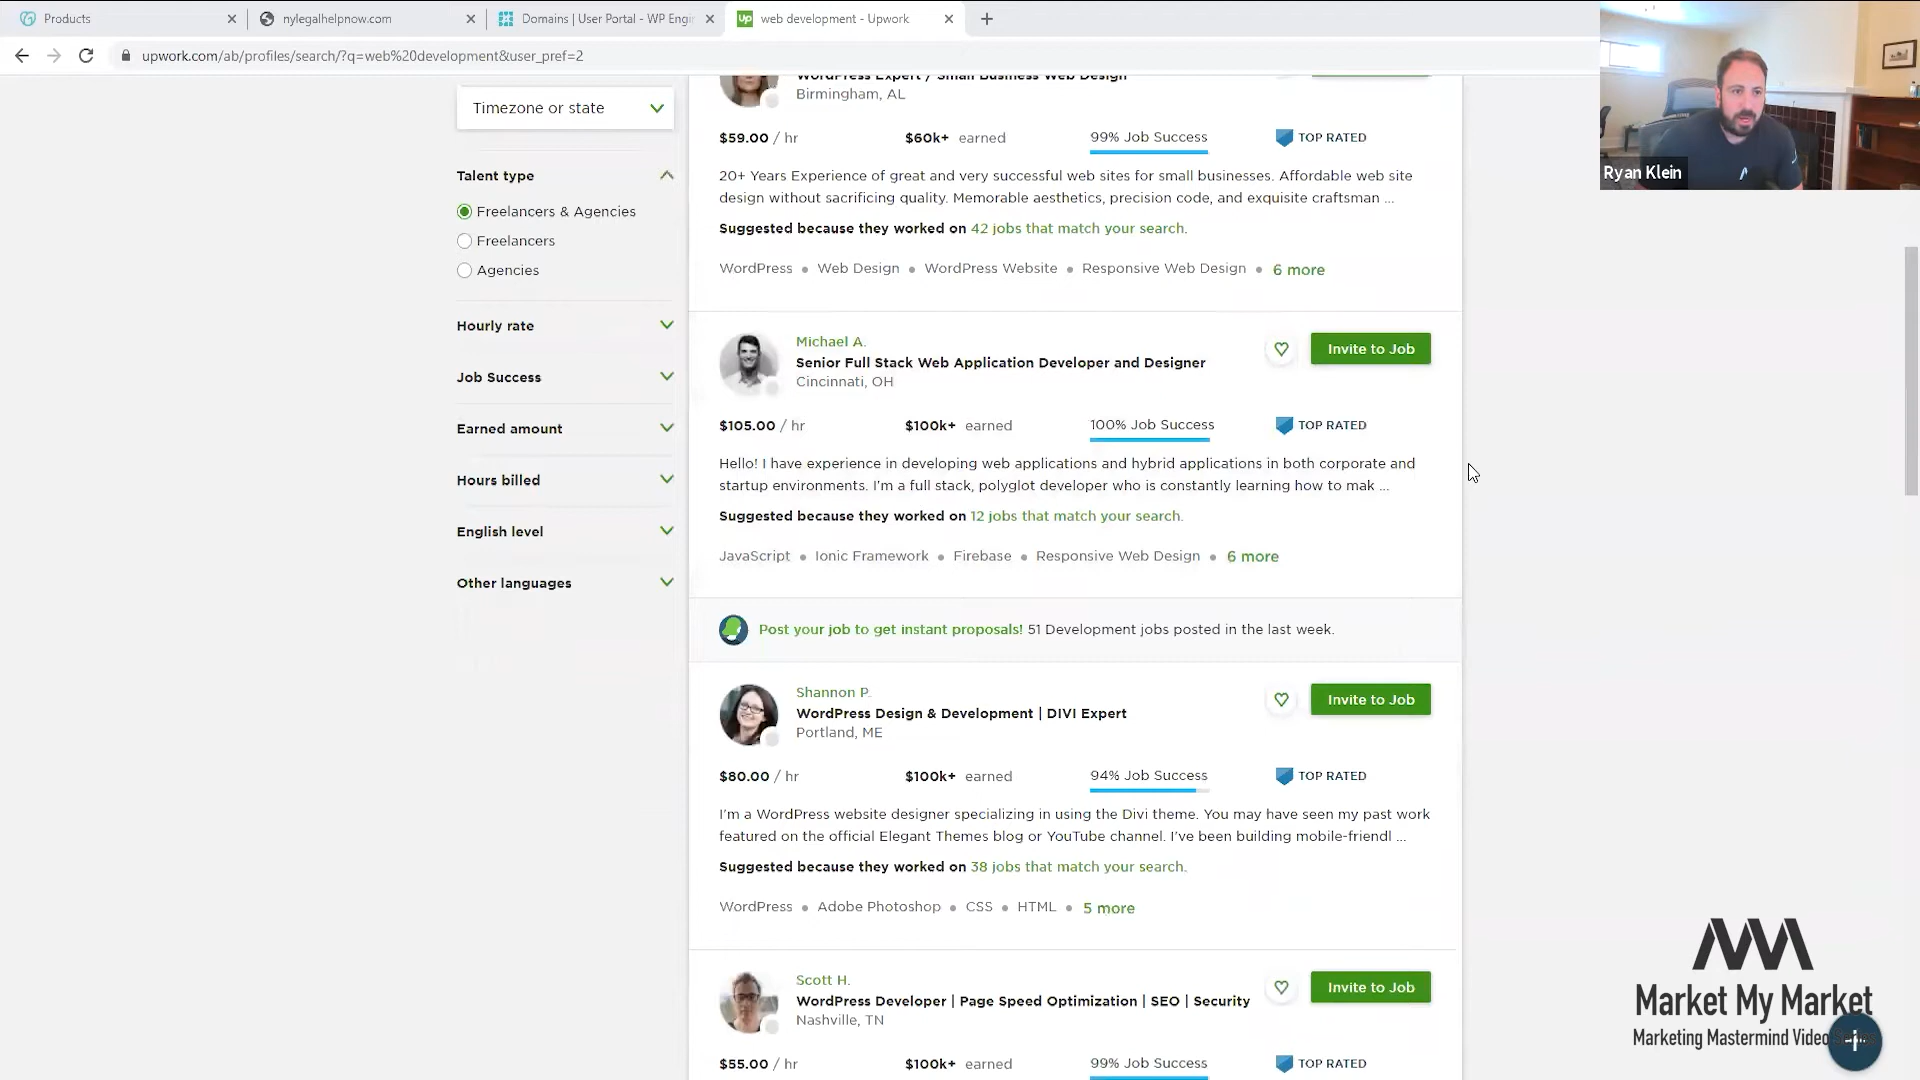 Products
nylegalhelpnow.com
Domains | User Portal - WP Engi
web development - Upwork
upwork.com/ab/profiles/search/?q=web%20development&user_pref=2
Ryan Klein
Timezone or state
Talent type
Freelancers & Agencies
Freelancers
Agencies
Hourly rate
Job Success
Earned amount
Hours billed
English level
Other languages
WordPress Expert / Small Business Web Design
Birmingham, AL
$59.00 / hr $60k+ earned 99% Job Success TOP RATED
20+ Years Experience of great and very successful web sites for small businesses. Affordable web site
design without sacrificing quality. Memorable aesthetics, precision code, and exquisite craftsman ...
Suggested because they worked on 42 jobs that match your search.
WordPress • Web Design • WordPress Website • Responsive Web Design • 6 more
Michael A.
Senior Full Stack Web Application Developer and Designer
Cincinnati, OH
Invite to Job
$105.00 / hr $100k+ earned 100% Job Success TOP RATED
Hello! I have experience in developing web applications and hybrid applications in both corporate and
startup environments. I'm a full stack, polyglot developer who is constantly learning how to mak ...
Suggested because they worked on 12 jobs that match your search.
JavaScript • Ionic Framework • Firebase • Responsive Web Design • 6 more
Post your job to get instant proposals! 51 Development jobs posted in the last week.
Shannon P.
WordPress Design & Development | DIVI Expert
Portland, ME
Invite to Job
$80.00 / hr $100k+ earned 94% Job Success TOP RATED
I'm a WordPress website designer specializing in using the Divi theme. You may have seen my past work
featured on the official Elegant Themes blog or YouTube channel. I've been building mobile-friendl ...
Suggested because they worked on 38 jobs that match your search.
WordPress • Adobe Photoshop • CSS • HTML • 5 more
Scott H.
WordPress Developer | Page Speed Optimization | SEO | Security
Nashville, TN
Invite to Job
$55.00 / hr $100k+ earned 99% Job Success TOP RATED
Market My Market
Marketing Mastermind Video